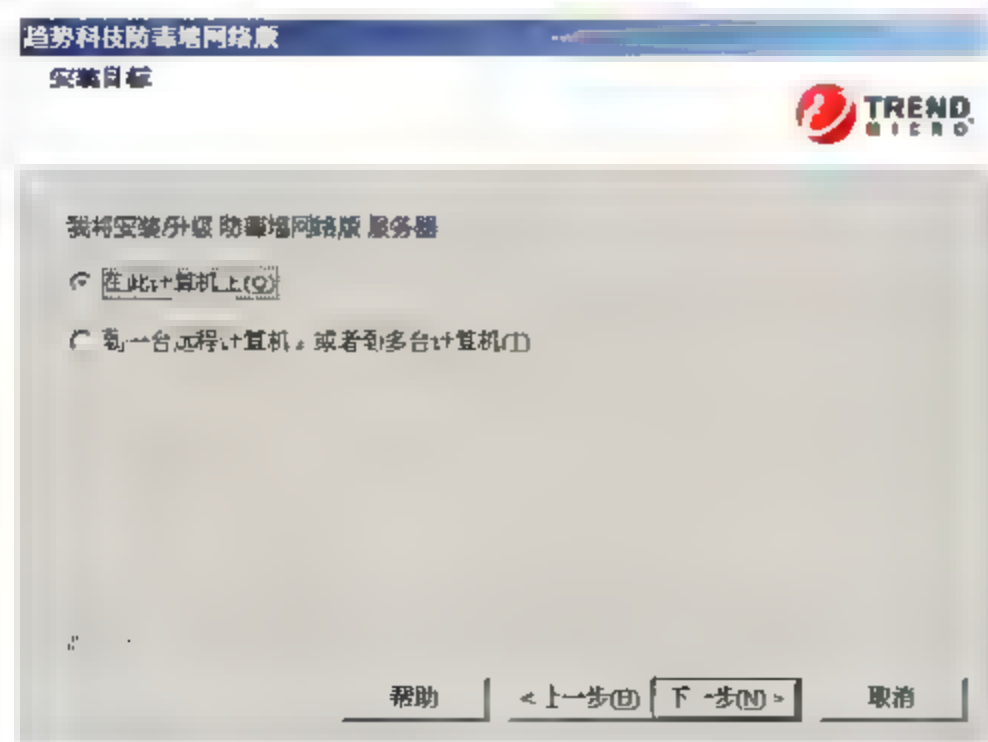 趋势科技防毒墙网络版
安装目标
TREND
MICRO
我将安装/升级 防毒墙网络版 服务器
在此计算机上(O)
到一台远程计算机，或者到多台计算机(T)
帮助
< 上一步(B)
下一步(N) >
取消